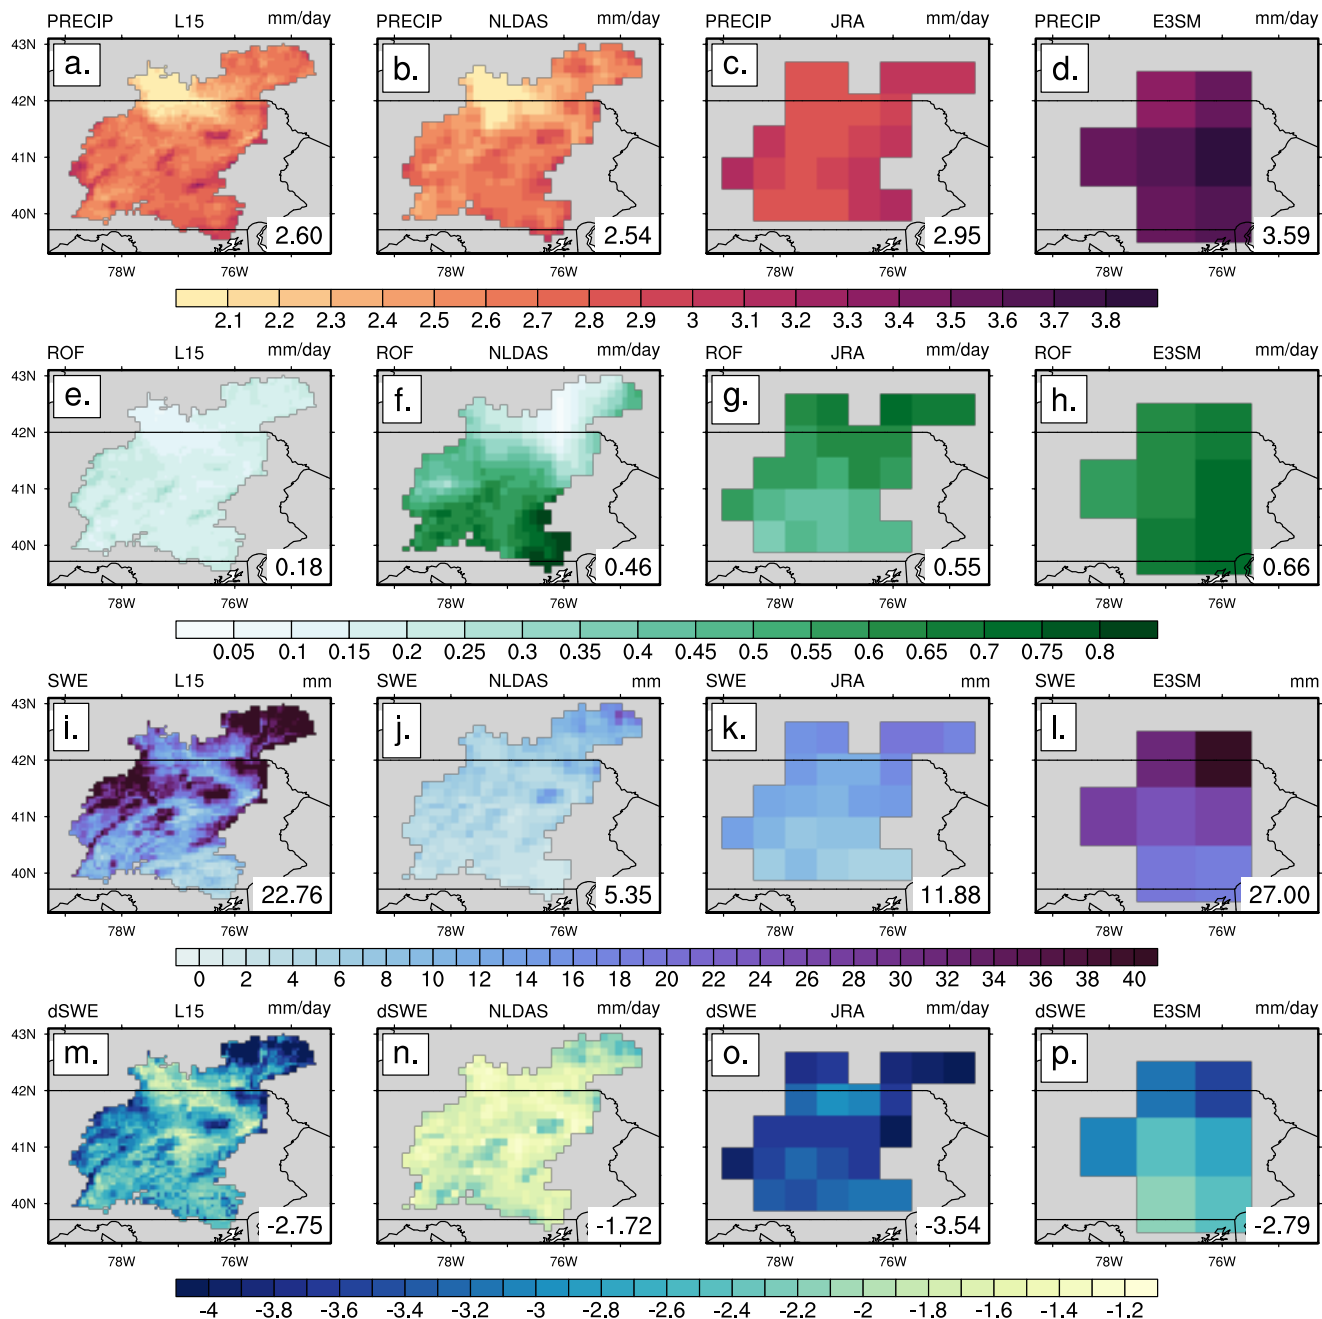 PRECIP L15 mm/day PRECIP NLDAS mm/day PRECIP JRA mm/day PRECIP E3SM mm/day
43N
a. b. c. d.
42N
41N
40N
2.60 2.54 2.95 3.59
78W 76W 78W 76W 78W 76W 78W 76W
2.1 2.2 2.3 2.4 2.5 2.6 2.7 2.8 2.9 3 3.1 3.2 3.3 3.4 3.5 3.6 3.7 3.8
ROF L15 mm/day ROF NLDAS mm/day ROF JRA mm/day ROF E3SM mm/day
43N
e. f. g. h.
42N
41N
40N
0.18 0.46 0.55 0.66
78W 76W 78W 76W 78W 76W 78W 76W
0.05 0.1 0.15 0.2 0.25 0.3 0.35 0.4 0.45 0.5 0.55 0.6 0.65 0.7 0.75 0.8
SWE L15 mm SWE NLDAS mm SWE JRA mm SWE E3SM mm
43N
i. j. k. l.
42N
41N
40N
22.76 5.35 11.88 27.00
78W 76W 78W 76W 78W 76W 78W 76W
0 2 4 6 8 10 12 14 16 18 20 22 24 26 28 30 32 34 36 38 40
dSWE L15 mm/day dSWE NLDAS mm/day dSWE JRA mm/day dSWE E3SM mm/day
43N
m. n. o. p.
42N
41N
40N
-2.75 -1.72 -3.54 -2.79
78W 76W 78W 76W 78W 76W 78W 76W
-4 -3.8 -3.6 -3.4 -3.2 -3 -2.8 -2.6 -2.4 -2.2 -2 -1.8 -1.6 -1.4 -1.2